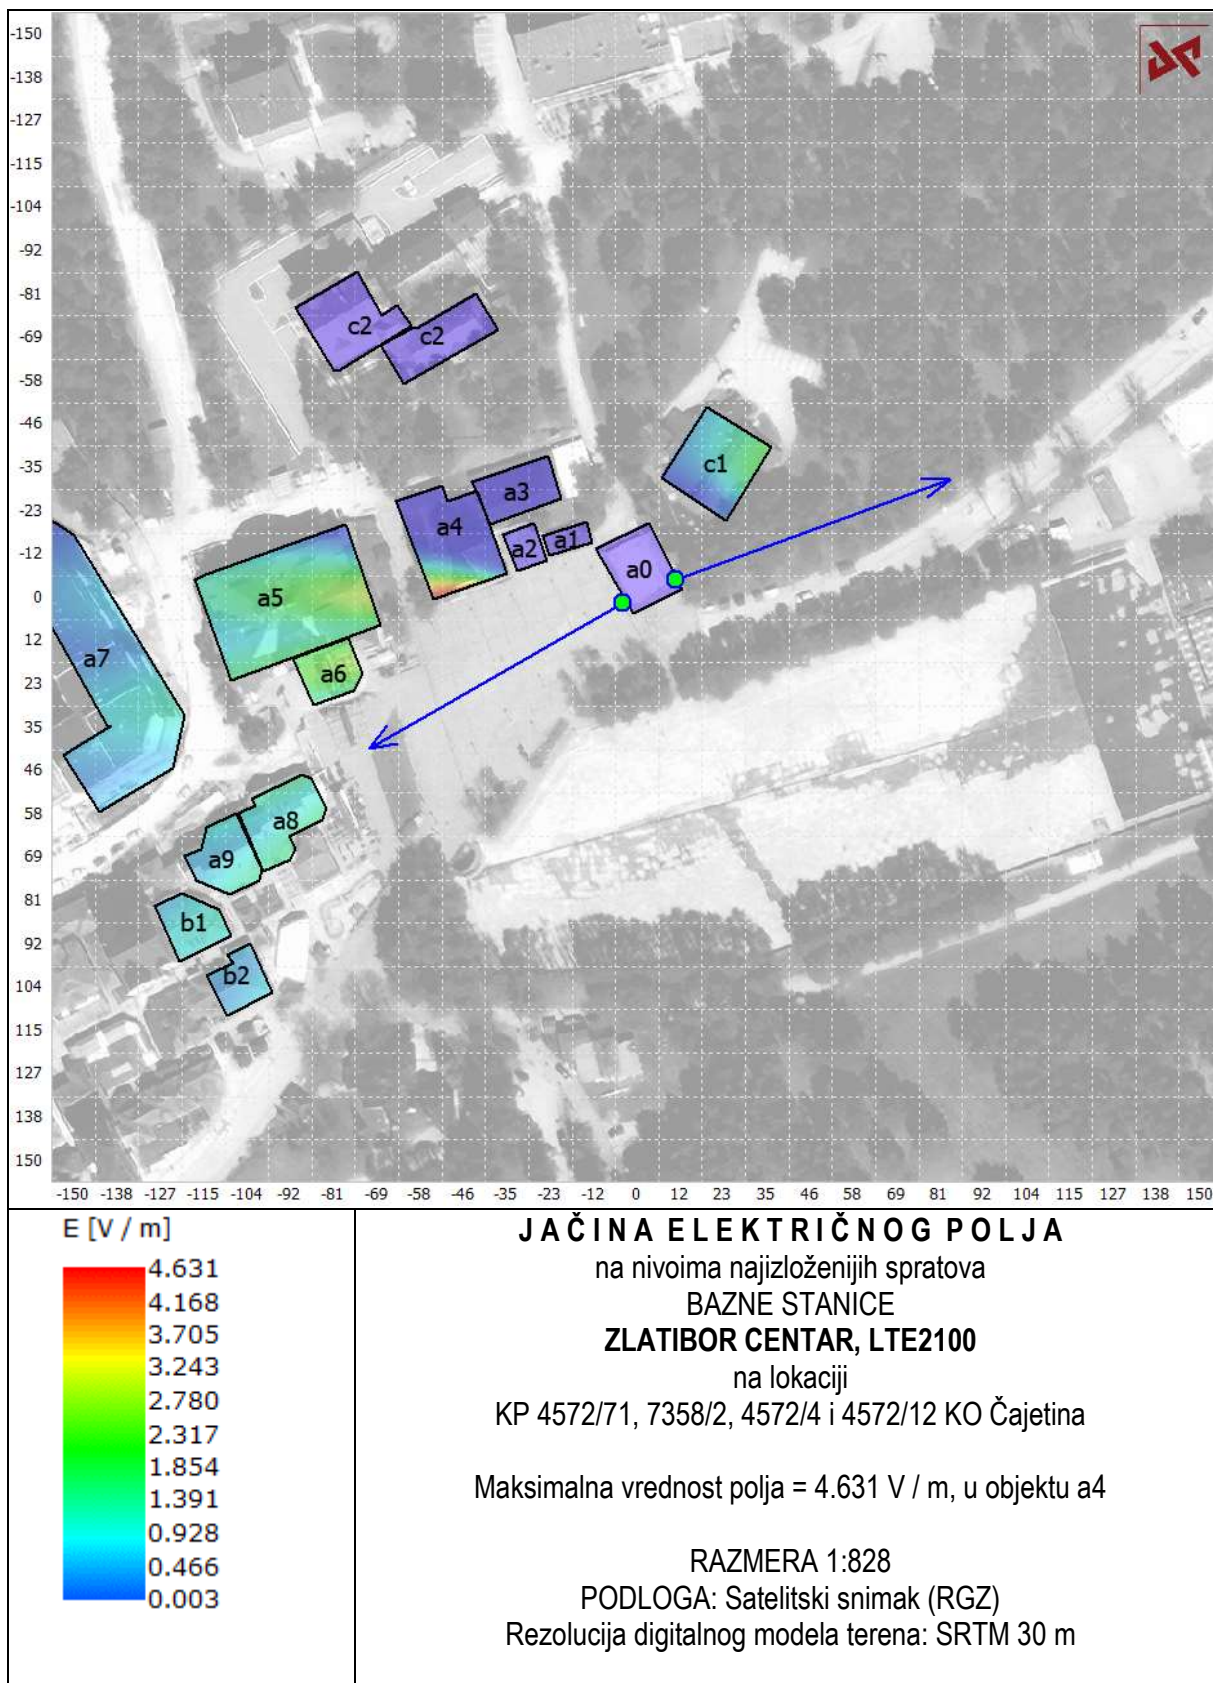 -150
-138
-127
-115
-104
-92
-81
-69
-58
-46
-35
-23
-12
0
12
23
35
46
58
69
81
92
104
115
127
138
150
c2
c2
c1
a3
a4
a2
a1
a0
a5
a7
a6
a8
a9
b1
b2
-150 -138 -127 -115 -104 -92 -81 -69 -58 -46 -35 -23 -12 0 12 23 35 46 58 69 81 92 104 115 127 138 150
E [V / m]
4.631
4.168
3.705
3.243
2.780
2.317
1.854
1.391
0.928
0.466
0.003
J A Č I N A  E L E K T R I Č N O G  P O L J A
na nivoima najizloženijih spratova
BAZNE STANICE
ZLATIBOR CENTAR, LTE2100
na lokaciji
KP 4572/71, 7358/2, 4572/4 i 4572/12 KO Čajetina
Maksimalna vrednost polja = 4.631 V / m, u objektu a4
RAZMERA 1:828
PODLOGA: Satelitski snimak (RGZ)
Rezolucija digitalnog modela terena: SRTM 30 m